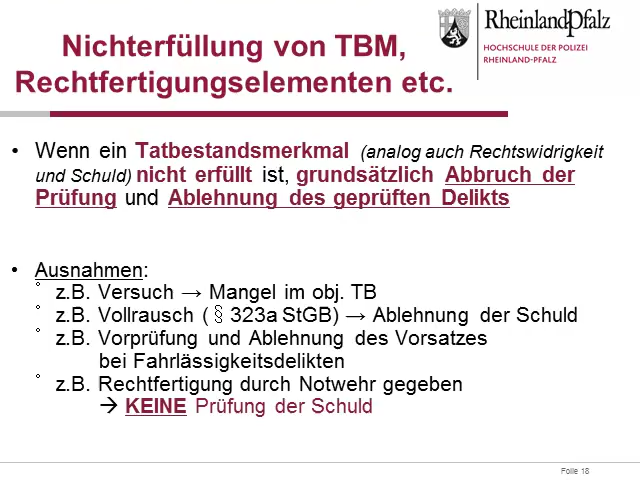 Nichterfüllung von TBM,
Rechtfertigungselementen etc.
RheinlandPfalz
HOCHSCHULE DER POLIZEI
RHEINLAND-PFALZ
• Wenn ein Tatbestandsmerkmal (analog auch Rechtswidrigkeit
und Schuld) nicht erfüllt ist, grundsätzlich Abbruch der
Prüfung und Ablehnung des geprüften Delikts
• Ausnahmen:
° z.B. Versuch → Mangel im obj. TB
° z.B. Vollrausch (§ 323a StGB) → Ablehnung der Schuld
° z.B. Vorprüfung und Ablehnung des Vorsatzes
bei Fahrlässigkeitsdelikten
° z.B. Rechtfertigung durch Notwehr gegeben
→ KEINE Prüfung der Schuld
Folie 18